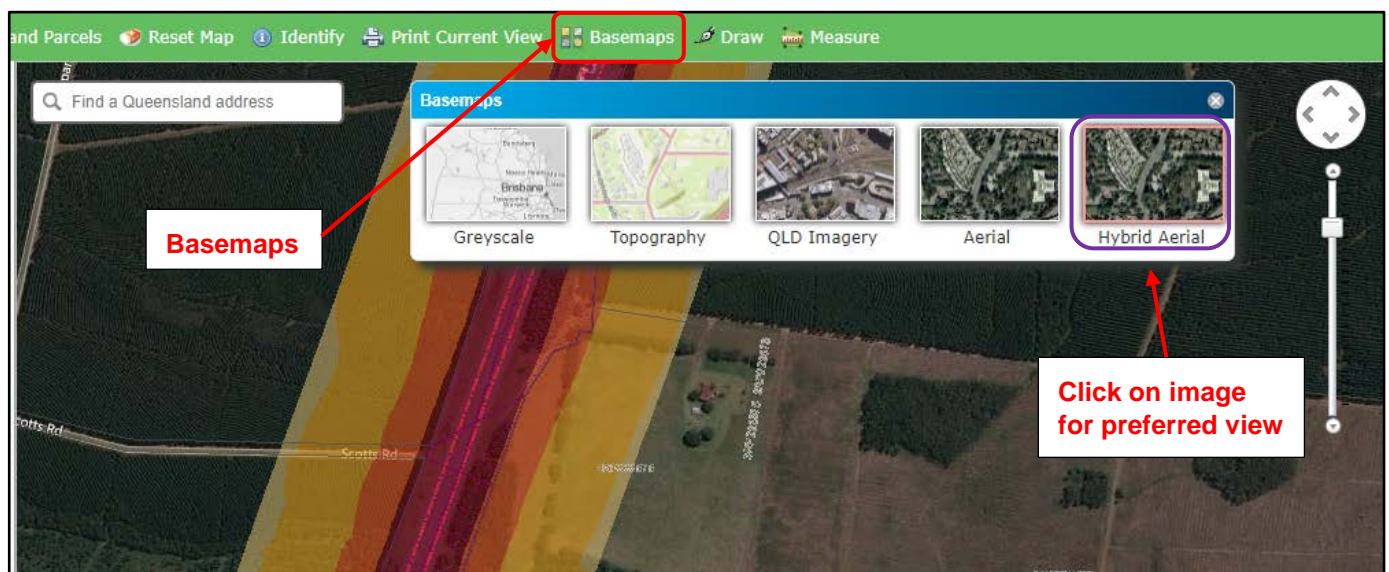 and Parcels Reset Map Identify Print Current View Basemaps Draw Measure
Find a Queensland address
Basemaps
Brisbane
Greyscale Topography QLD Imagery Aerial Hybrid Aerial
Basemaps
Click on image
for preferred view
Scotts Rd
Scotts Rd